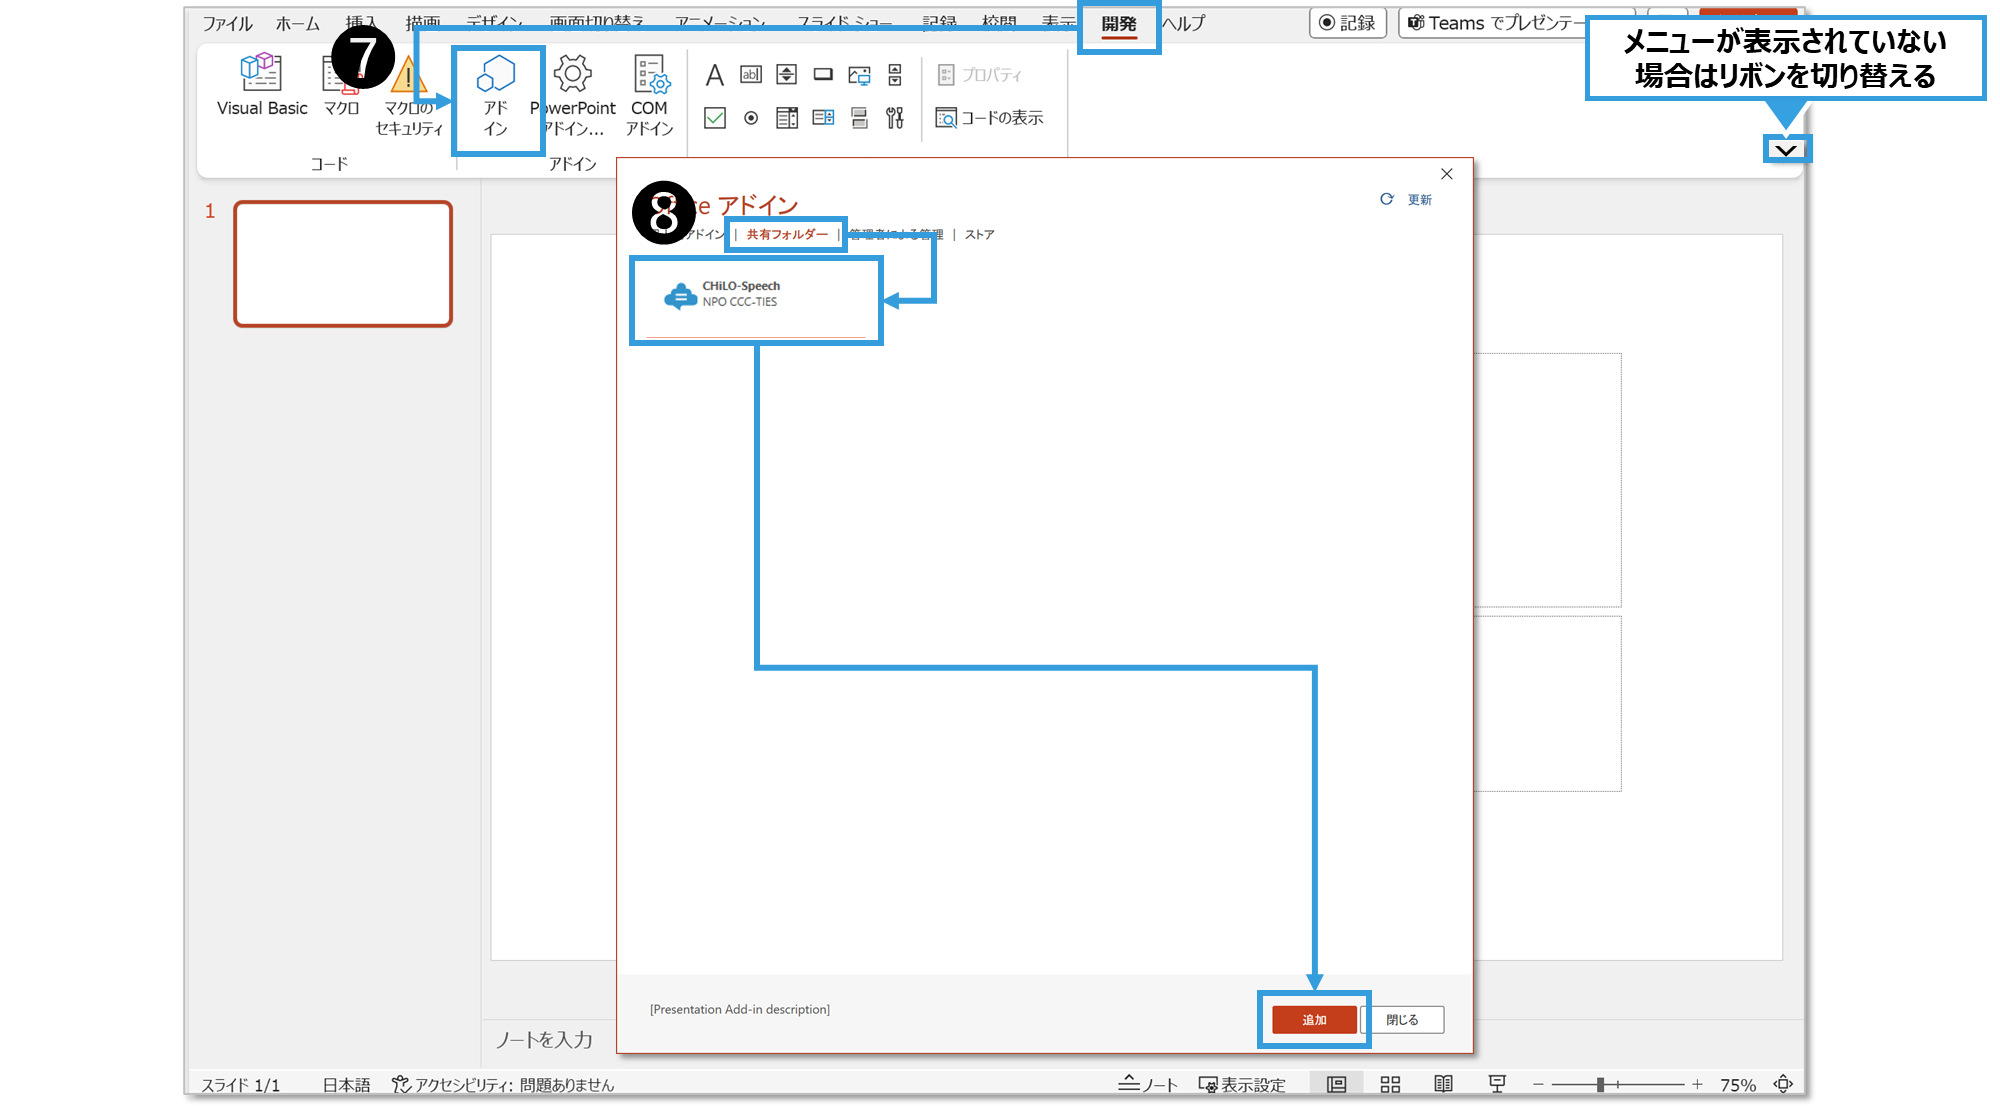 ファイル ホーム 挿入 描画 デザイン 画面切り替え アニメーション スライド ショー 記録 校閲 表示 開発 ヘルプ 記録 Teams でプレゼンテー
メニューが表示されていない
場合はリボンを切り替える
7
Visual Basic
マクロ
マクロの
セキュリティ
アド
イン
PowerPoint
アドイン...
COM
アドイン
プロパティ
コードの表示
コード
アドイン
1
8
ce アドイン
更新
アドイン | 共有フォルダー | 管理者による管理 | ストア
CHiLO-Speech
NPO CCC-TIES
[Presentation Add-in description]
追加
閉じる
ノートを入力
スライド 1/1 日本語 アクセシビリティ: 問題ありません ノート 表示設定 75%